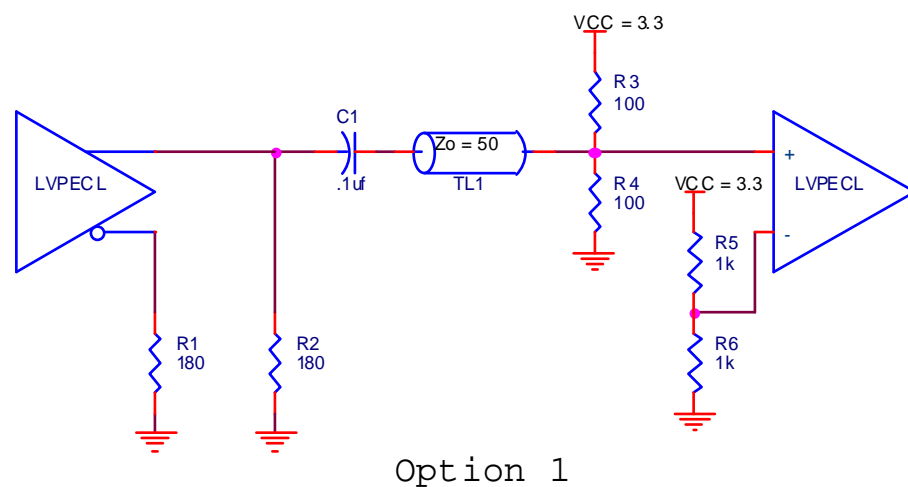 VCC = 3.3
R3
100
C1
Zo = 50
.1uf
TL1
LVPECL
+
LVPECL
-
R4
100
VCC = 3.3
R5
1k
R1
180
R2
180
R6
1k
Option 1